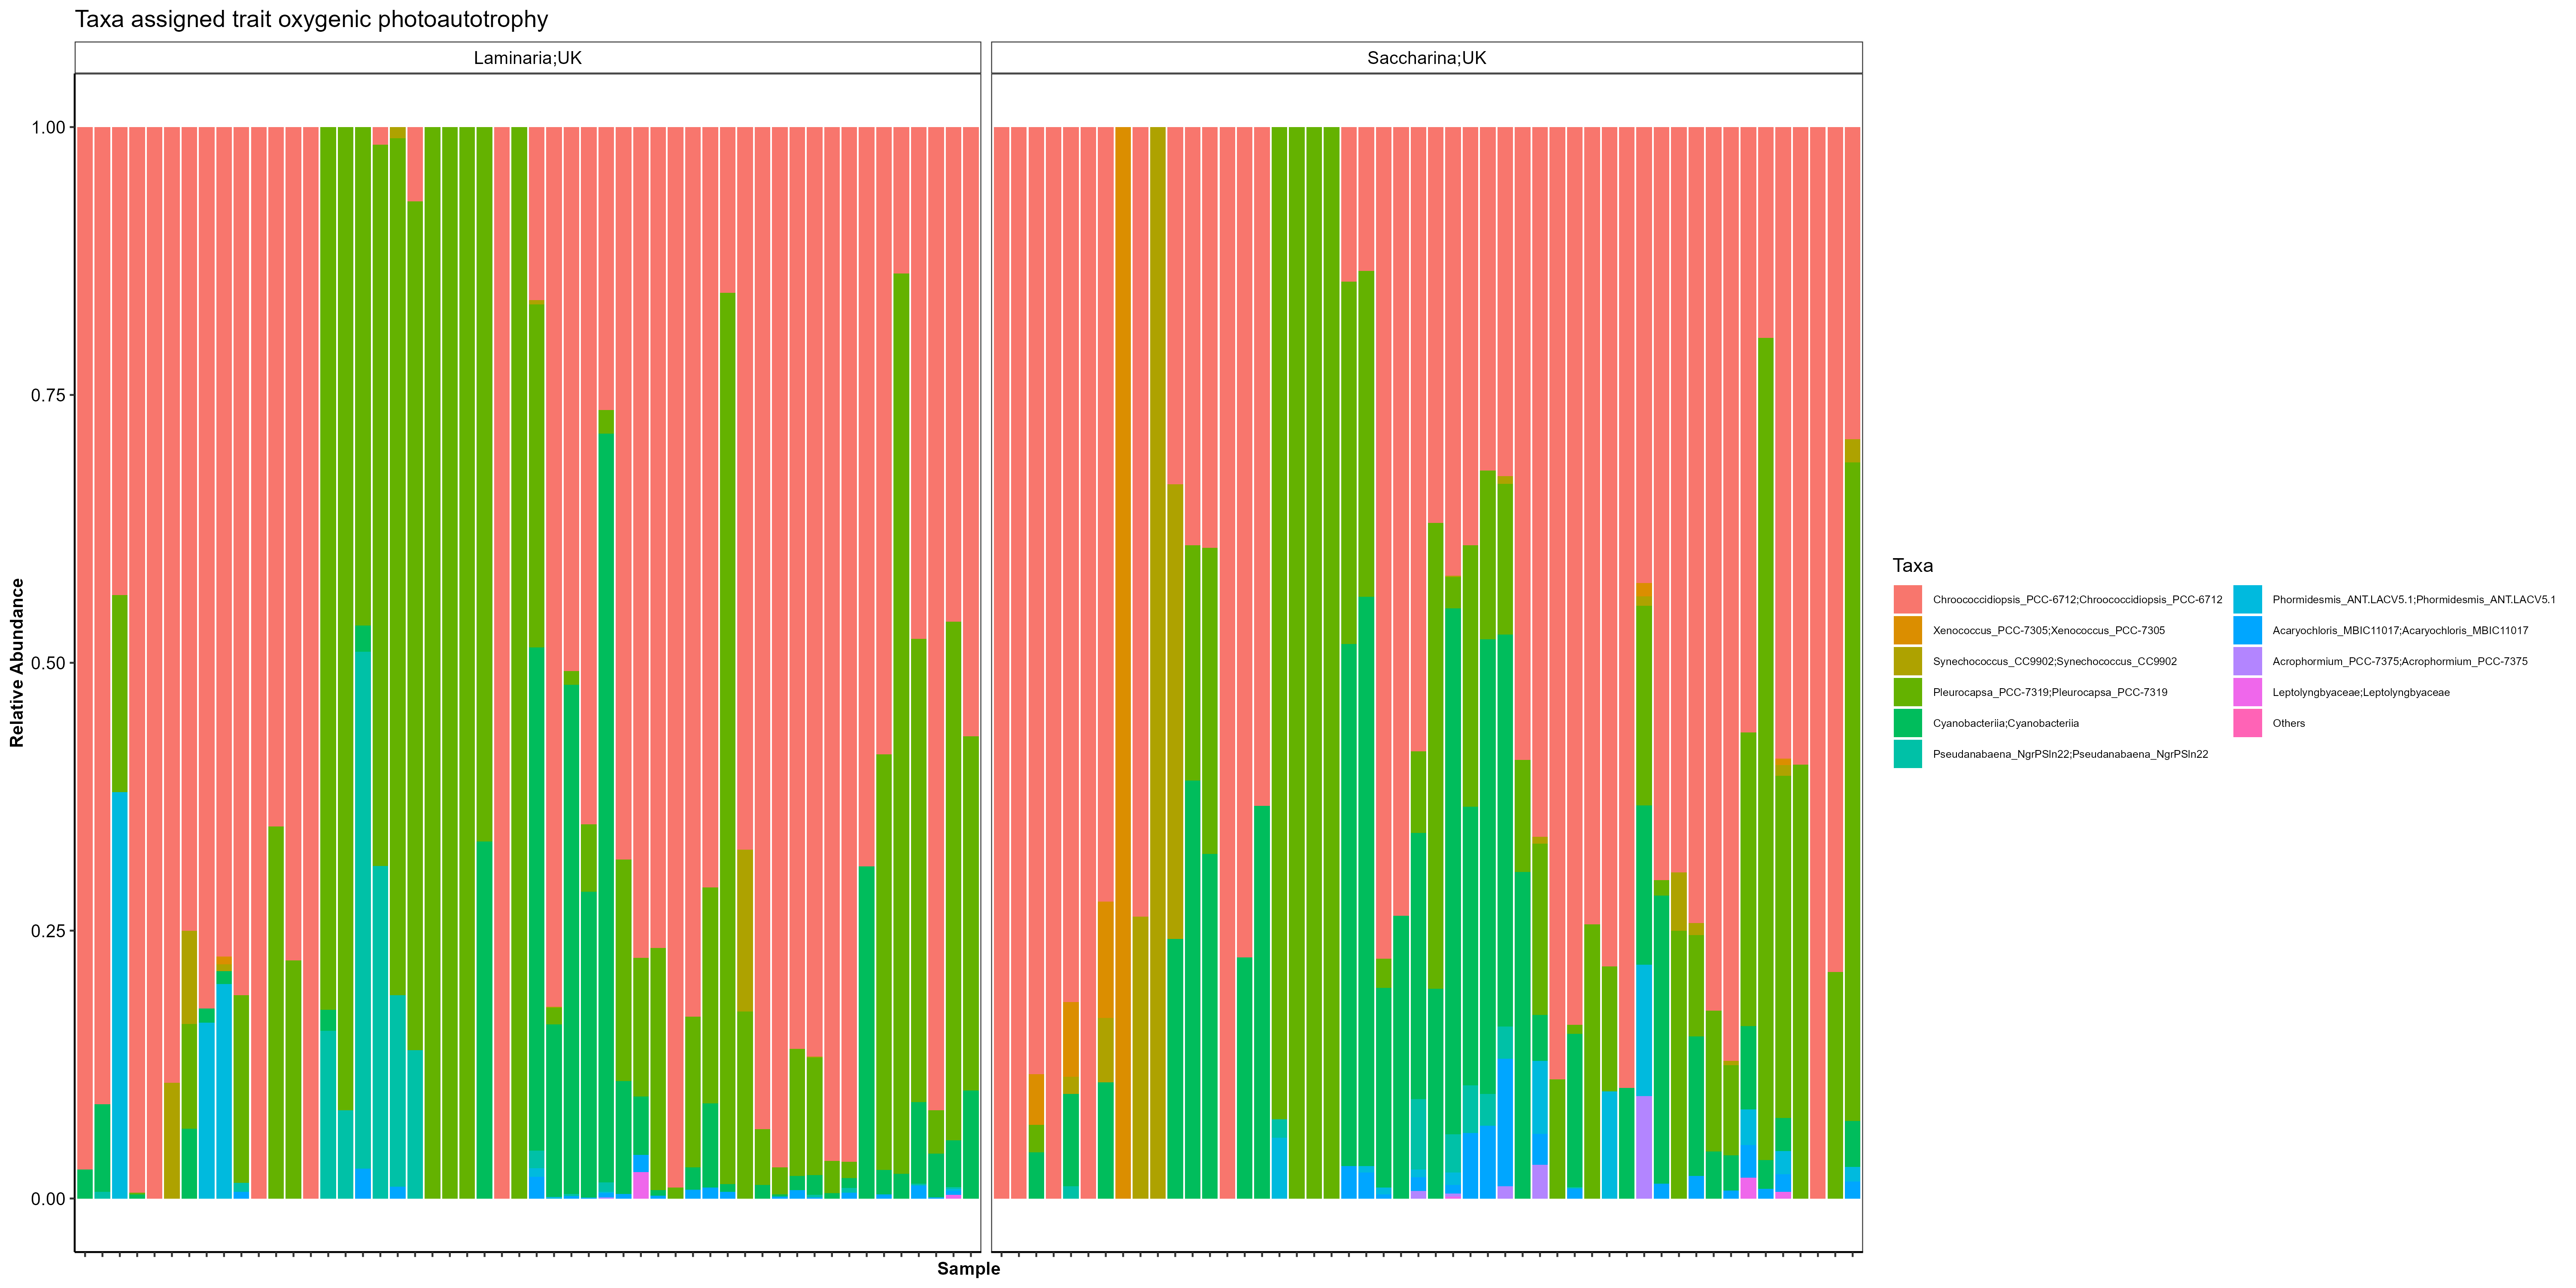 Taxa assigned trait oxygenic photoautotrophy
Laminaria;UK
Saccharina;UK
1.00
0.75
0.50
0.25
0.00
Relative Abundance
Sample
Taxa
Chroococcidiopsis_PCC-6712;Chroococcidiopsis_PCC-6712
Xenococcus_PCC-7305;Xenococcus_PCC-7305
Synechococcus_CC9902;Synechococcus_CC9902
Pleurocapsa_PCC-7319;Pleurocapsa_PCC-7319
Cyanobacteriia;Cyanobacteriia
Pseudanabaena_NgrPSln22;Pseudanabaena_NgrPSln22
Phormidesmis_ANT.LACV5.1;Phormidesmis_ANT.LACV5.1
Acaryochloris_MBIC11017;Acaryochloris_MBIC11017
Acrophormium_PCC-7375;Acrophormium_PCC-7375
Leptolyngbyaceae;Leptolyngbyaceae
Others